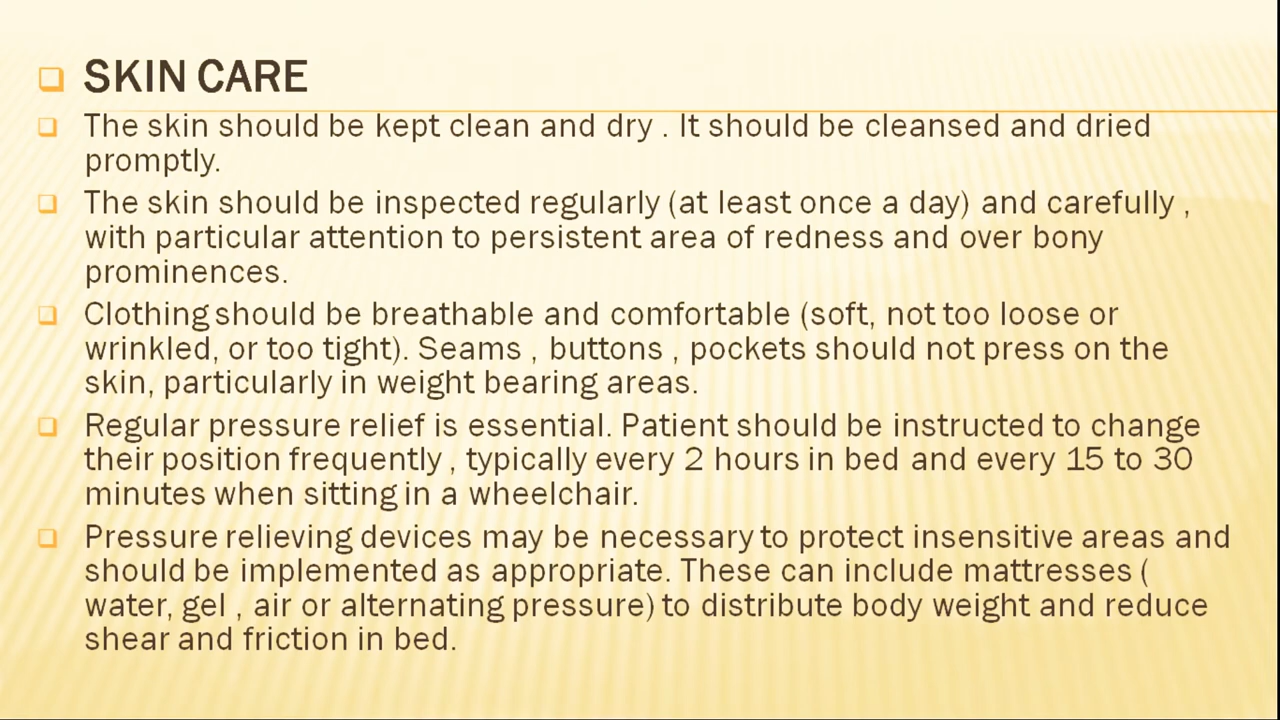 SKIN CARE
The skin should be kept clean and dry . It should be cleansed and dried
promptly.
The skin should be inspected regularly (at least once a day) and carefully ,
with particular attention to persistent area of redness and over bony
prominences.
Clothing should be breathable and comfortable (soft, not too loose or
wrinkled, or too tight). Seams , buttons , pockets should not press on the
skin, particularly in weight bearing areas.
Regular pressure relief is essential. Patient should be instructed to change
their position frequently , typically every 2 hours in bed and every 15 to 30
minutes when sitting in a wheelchair.
Pressure relieving devices may be necessary to protect insensitive areas and
should be implemented as appropriate. These can include mattresses (
water, gel , air or alternating pressure) to distribute body weight and reduce
shear and friction in bed.